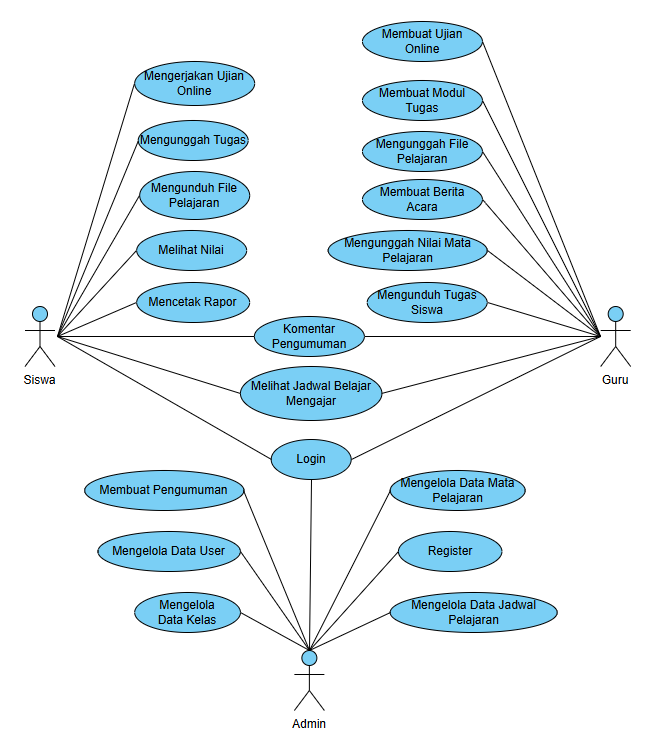 Membuat Ujian
Online
Mengerjakan Ujian
Online
Membuat Modul
Tugas
Mengunggah Tugas
Mengunggah File
Pelajaran
Mengunduh File
Pelajaran
Membuat Berita
Acara
Melihat Nilai
Mengunggah Nilai Mata
Pelajaran
Mencetak Rapor
Mengunduh Tugas
Siswa
Komentar
Pengumuman
Siswa
Guru
Melihat Jadwal Belajar
Mengajar
Login
Membuat Pengumuman
Mengelola Data Mata
Pelajaran
Mengelola Data User
Register
Mengelola
Data Kelas
Mengelola Data Jadwal
Pelajaran
Admin